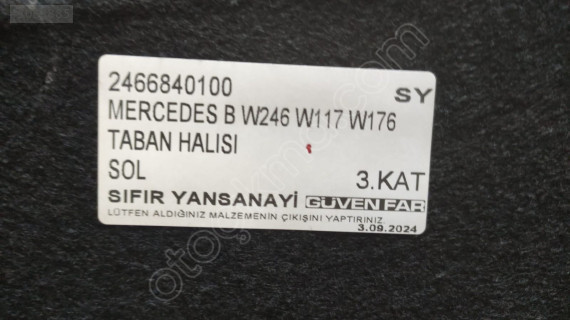 2466840100 SY
MERCEDES B W246 W117 W176
TABAN HALISI
SOL 3.KAT
SIFIR YANSANAYİ GÜVEN FAR
LÜTFEN ALDIĞINIZ MALZEMENİN ÇIKIŞINI YAPTIRINIZ
3.09.2024